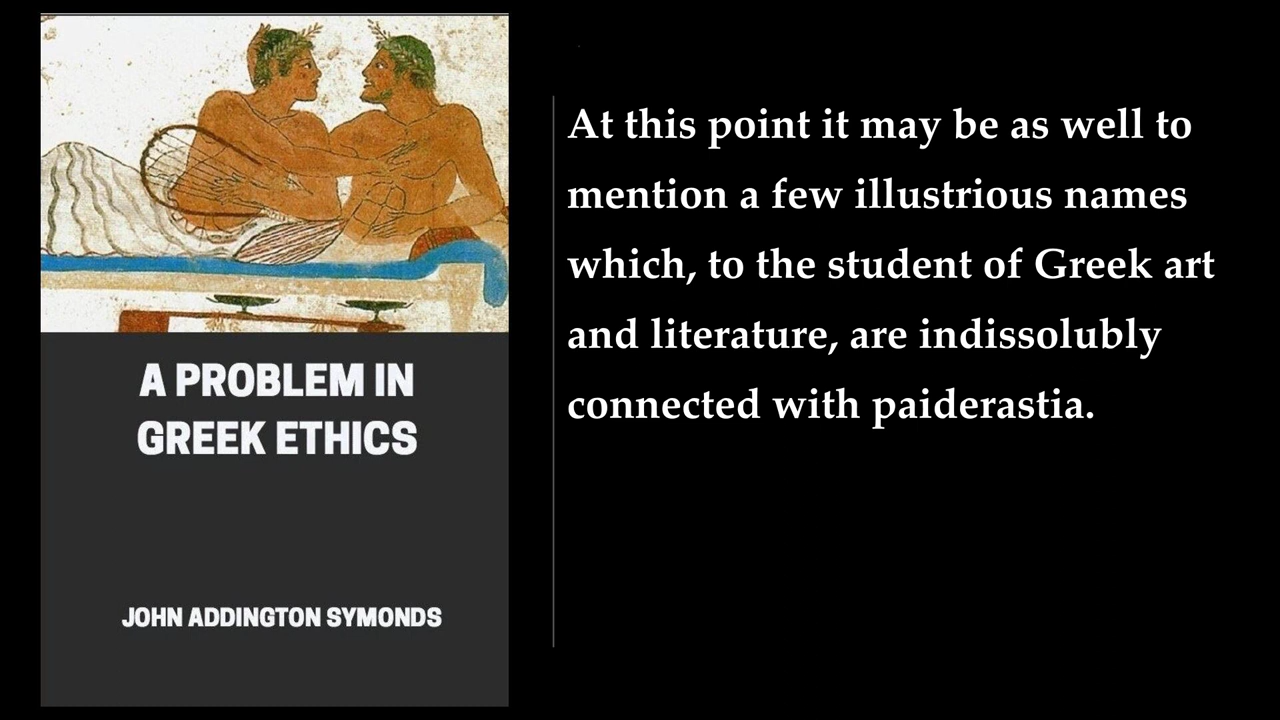 A PROBLEM IN
GREEK ETHICS
JOHN ADDINGTON SYMONDS
At this point it may be as well to
mention a few illustrious names
which, to the student of Greek art
and literature, are indissolubly
connected with paiderastia.